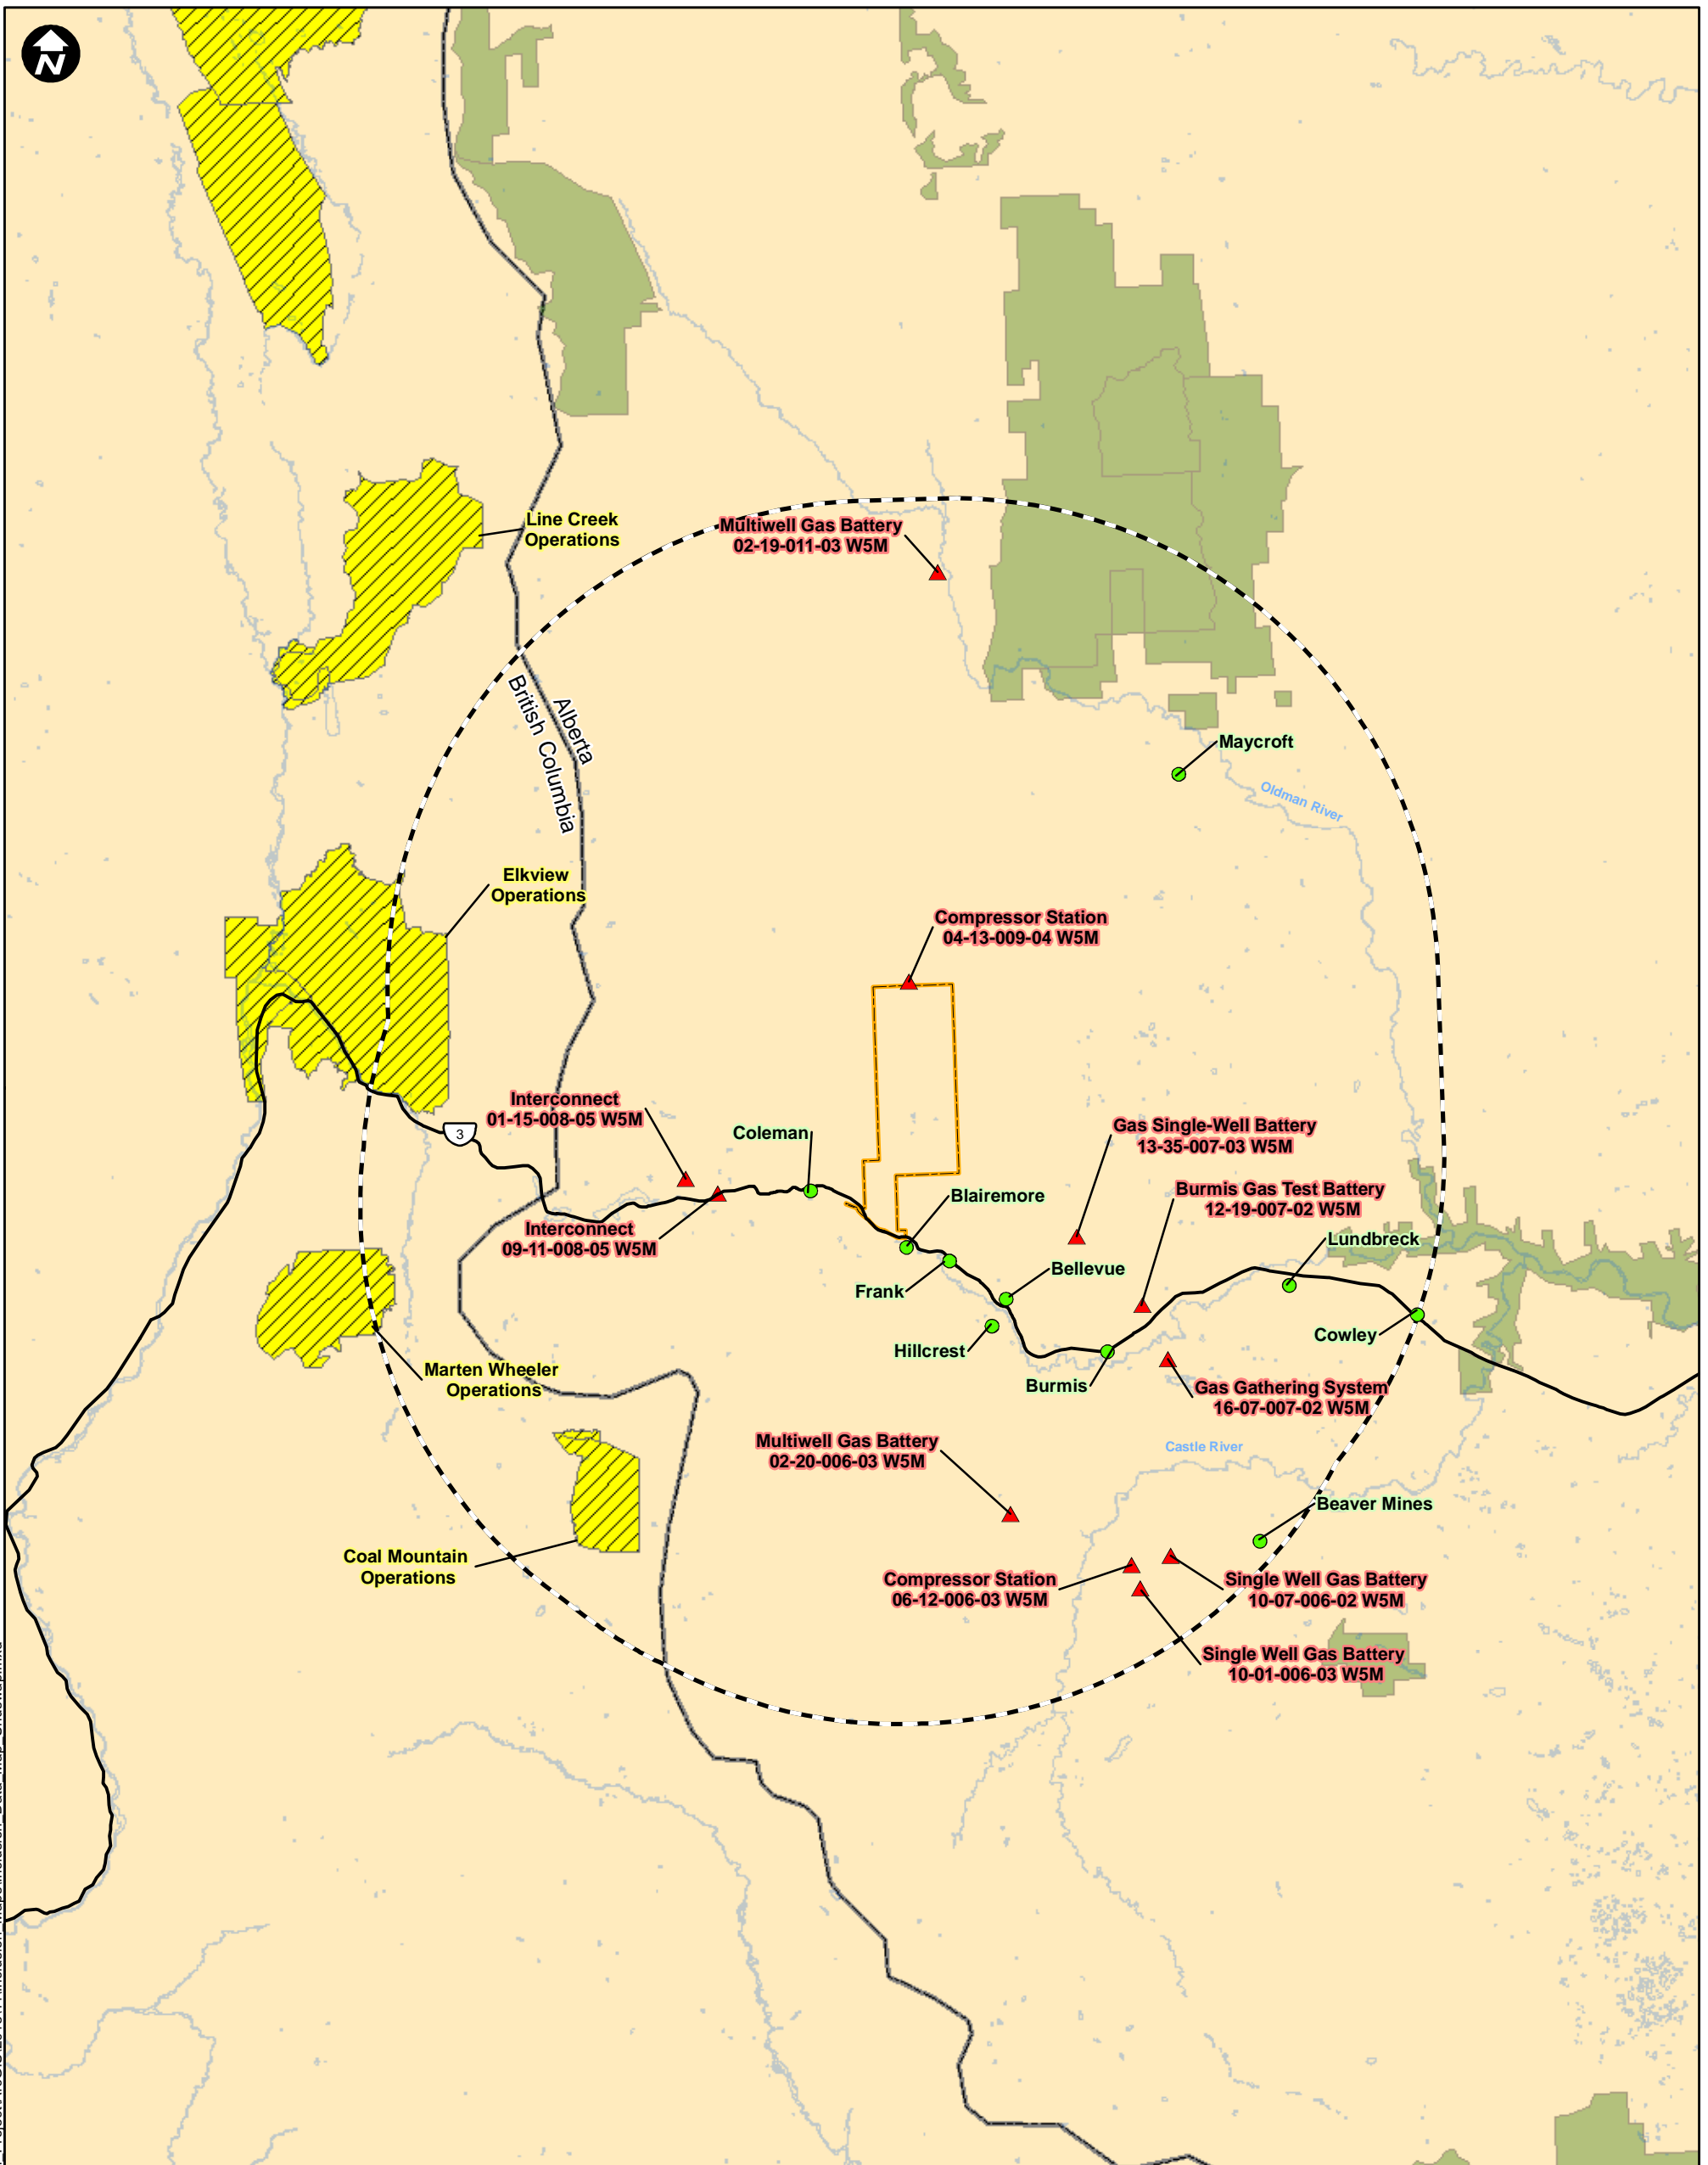 N
Line Creek
Operations
Multiwell Gas Battery
02-19-011-03 W5M
Alberta
British Columbia
Maycroft
Oldman River
Elkview
Operations
Compressor Station
04-13-009-04 W5M
Interconnect
01-15-008-05 W5M
3
Coleman
Gas Single-Well Battery
13-35-007-03 W5M
Blairemore
Burmis Gas Test Battery
12-19-007-02 W5M
Interconnect
09-11-008-05 W5M
Lundbreck
Bellevue
Frank
Cowley
Hillcrest
Marten Wheeler
Operations
Burmis
Gas Gathering System
16-07-007-02 W5M
Multiwell Gas Battery
02-20-006-03 W5M
Castle River
Beaver Mines
Coal Mountain
Operations
Compressor Station
06-12-006-03 W5M
Single Well Gas Battery
10-07-006-02 W5M
Single Well Gas Battery
10-01-006-03 W5M